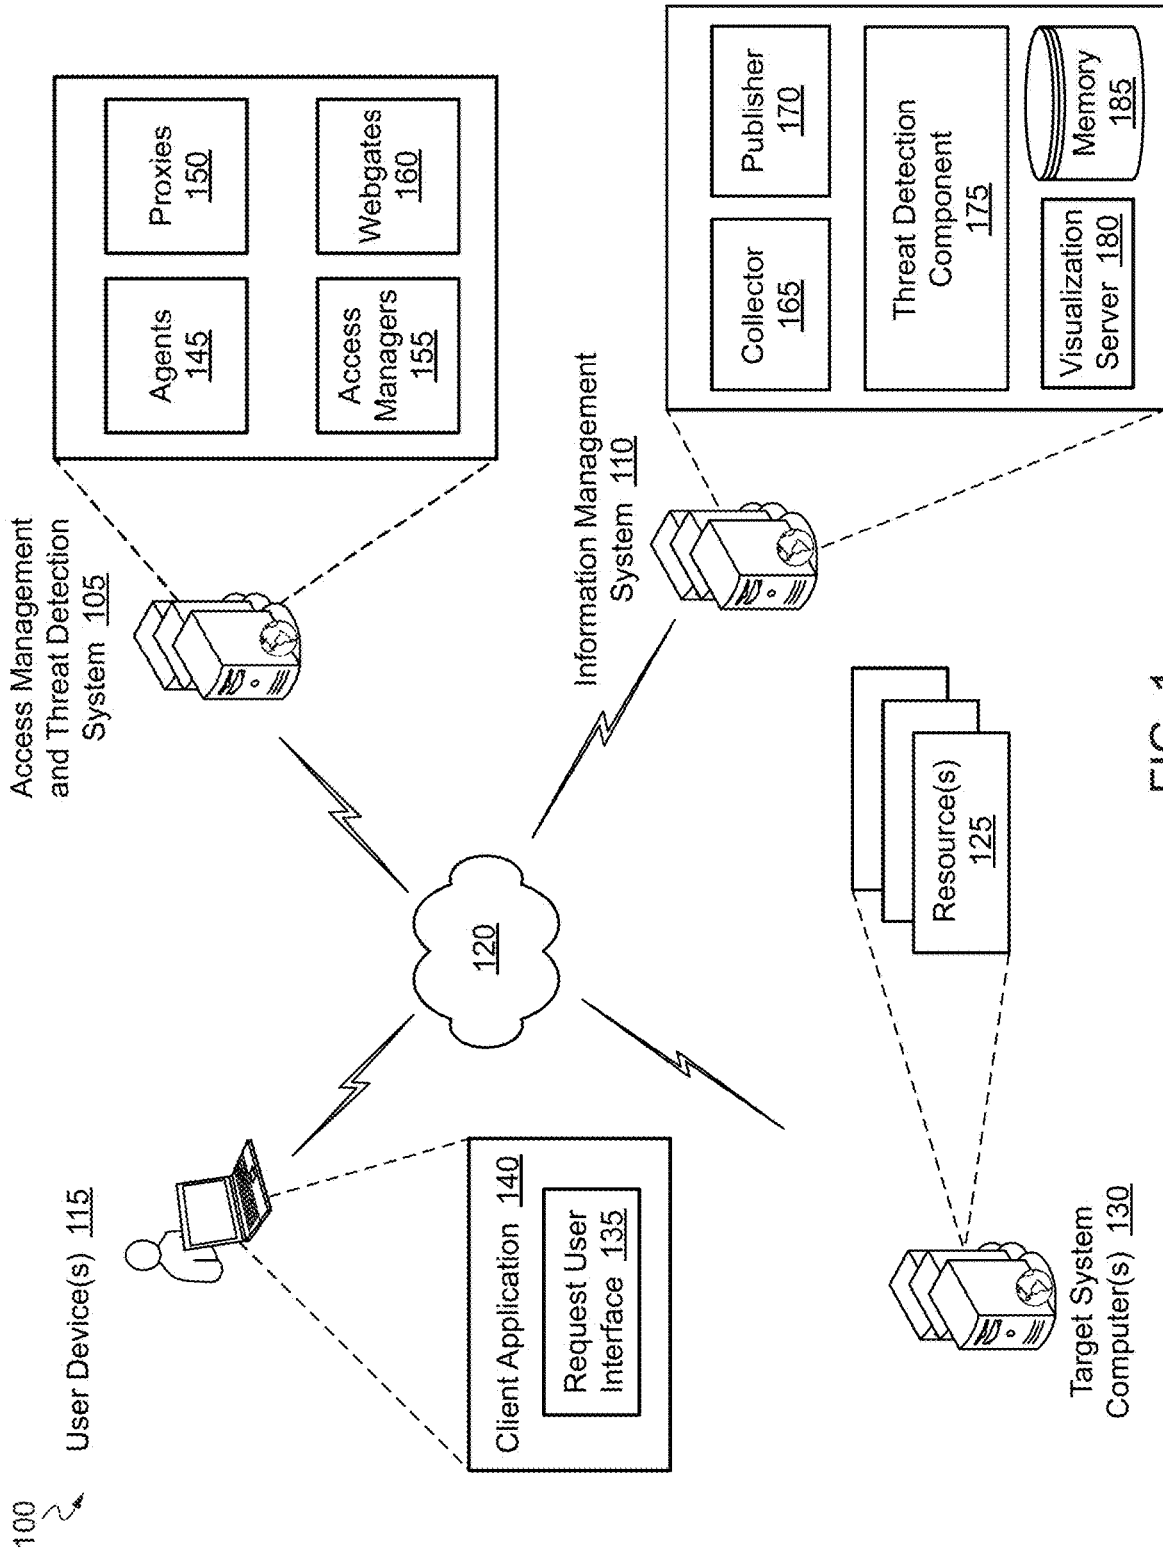 100
User Device(s) 115
Client Application 140
Request User
Interface 135
Target System
Computer(s) 130
120
Resource(s)
125
Access Management
and Threat Detection
System 105
Agents
145
Proxies
150
Access
Managers
155
Webgates
160
Information Management
System 110
Collector
165
Publisher
170
Threat Detection
Component
175
Visualization
Server 180
Memory
185
FIG. 1